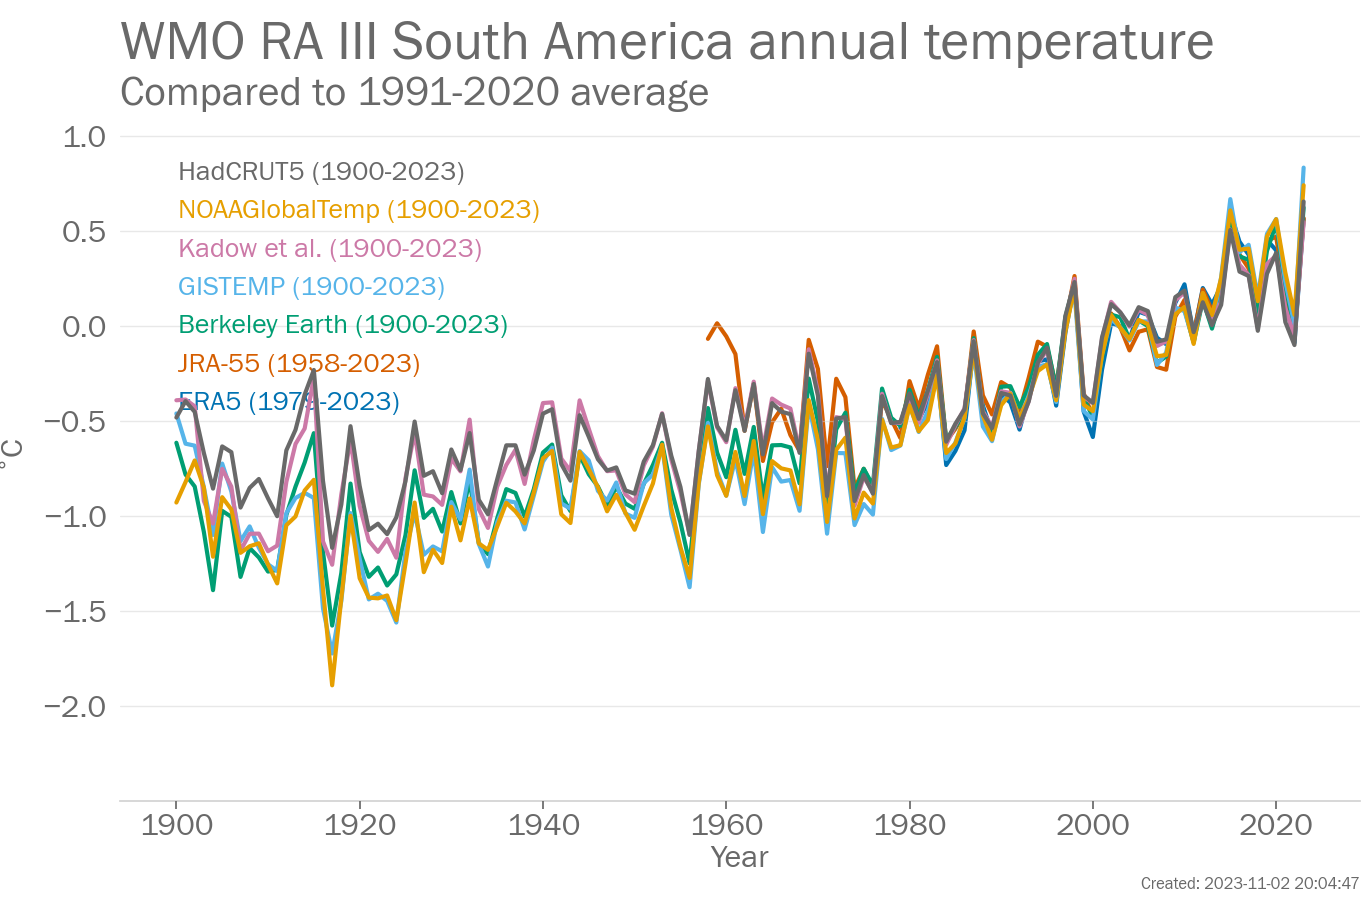 WMO RA III South America annual temperature
Compared to 1991-2020 average
1.0
0.5
0.0
−0.5
−1.0
−1.5
−2.0
°C
HadCRUT5 (1900-2023)
NOAAGlobalTemp (1900-2023)
Kadow et al. (1900-2023)
GISTEMP (1900-2023)
Berkeley Earth (1900-2023)
JRA-55 (1958-2023)
ERA5 (1979-2023)
1900 1920 1940 1960 1980 2000 2020
Year
Created: 2023-11-02 20:04:47